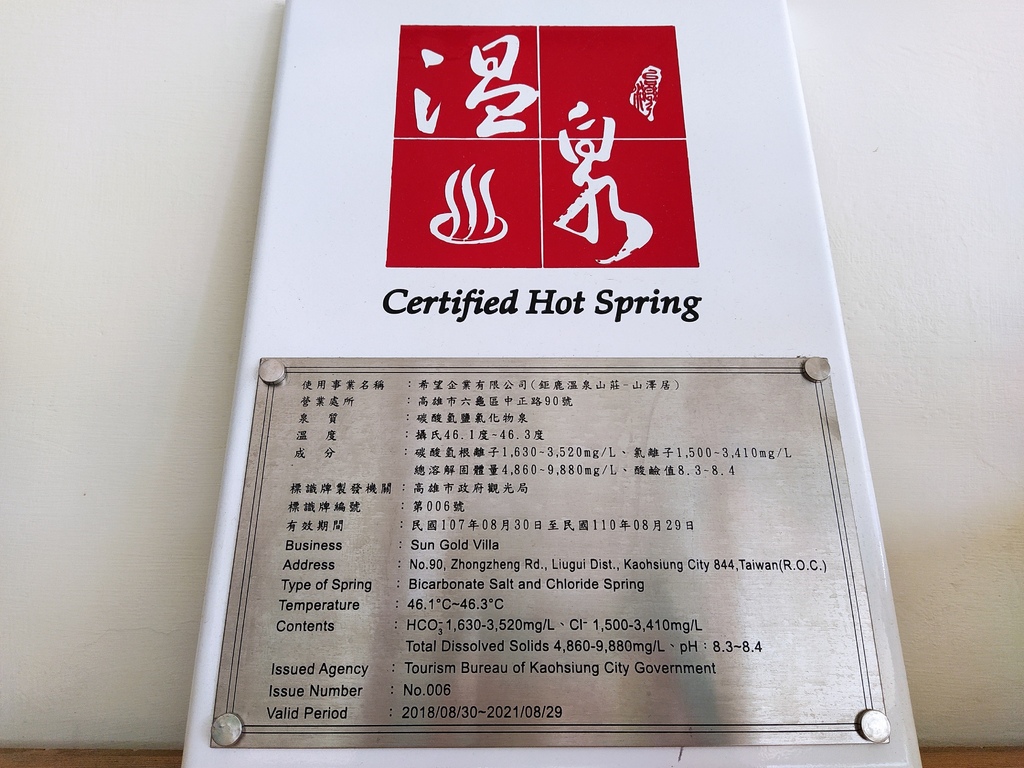 溫泉
Certified Hot Spring
使用事業名稱：希望企業有限公司(鉅鹿溫泉山莊-山澤居)
營業處所：高雄市六龜區中正路90號
泉質：碳酸氫鹽氯化物泉
溫度：攝氏46.1度~46.3度
成分：碳酸氫根離子1,630~3,520mg/L、氯離子1,500~3,410mg/L
總溶解固體量4,860~9,880mg/L、酸鹼值8.3~8.4
標識牌製發機關：高雄市政府觀光局
標識牌編號：第006號
有效期間：民國107年08月30日至民國110年08月29日
Business：Sun Gold Villa
Address：No.90, Zhongzheng Rd., Liugui Dist., Kaohsiung City 844,Taiwan(R.O.C.)
Type of Spring：Bicarbonate Salt and Chloride Spring
Temperature：46.1°C~46.3°C
Contents：HCO₃⁻1,630-3,520mg/L、Cl⁻ 1,500-3,410mg/L
Total Dissolved Solids 4,860-9,880mg/L、pH：8.3~8.4
Issued Agency：Tourism Bureau of Kaohsiung City Government
Issue Number：No.006
Valid Period：2018/08/30~2021/08/29